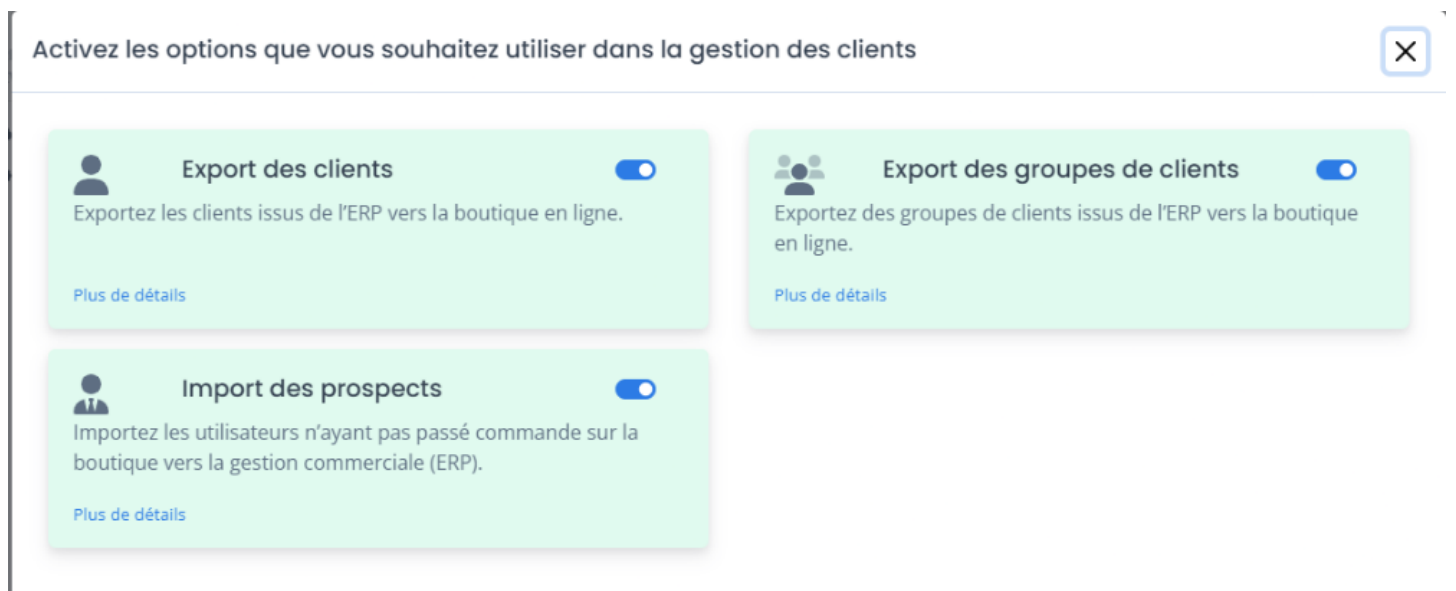 Activez les options que vous souhaitez utiliser dans la gestion des clients
Export des clients
Exportez les clients issus de l'ERP vers la boutique en ligne.
Plus de détails
Export des groupes de clients
Exportez des groupes de clients issus de l'ERP vers la boutique
en ligne.
Plus de détails
Import des prospects
Importez les utilisateurs n'ayant pas passé commande sur la
boutique vers la gestion commerciale (ERP).
Plus de détails